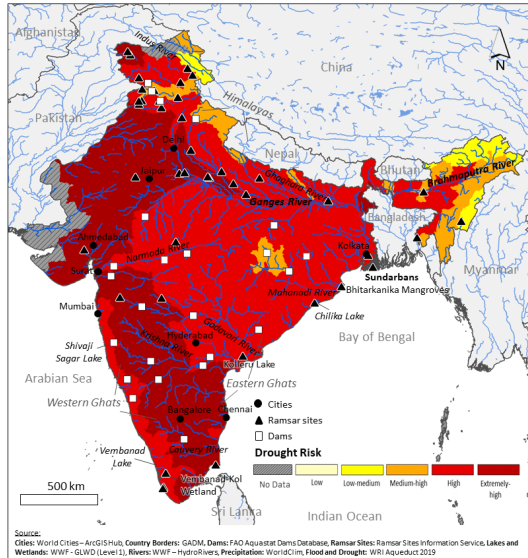 Afghanistan
Indus River
China
N
Pakistan
Himalayas
Delhi
Nepal
Jaipur
Ghaghara River
Bhutan
Brahmaputra River
Ganges River
Bangladesh
Ahmedabad
Narmada River
Kolkata
Myanmar
Surat
Sundarbans
Mahanadi River
Bhitarkanika Mangroves
Mumbai
Chilika Lake
Godavari River
Shivaji
Sagar Lake
Krishna River
Hyderabad
Bay of Bengal
Kolleru Lake
Arabian Sea
Eastern Ghats
Western Ghats
Cities
Bangalore
Chennai
Ramsar sites
Dams
Cauvery River
Drought Risk
Vembanad
Lake
Vembanad-Kol
Wetland
No Data
Low
Low-medium
Medium-high
High
Extremely-
high
500 km
Sri Lanka
Indian Ocean
Source:
Cities: World Cities – ArcGIS Hub, Country Borders: GADM, Dams: FAO Aquastat Dams Database, Ramsar Sites: Ramsar Sites Information Service, Lakes and
Wetlands: WWF - GLWD (Level 1), Rivers: WWF – HydroRivers, Precipitation: WorldClim, Flood and Drought: WRI Aqueduct 2019